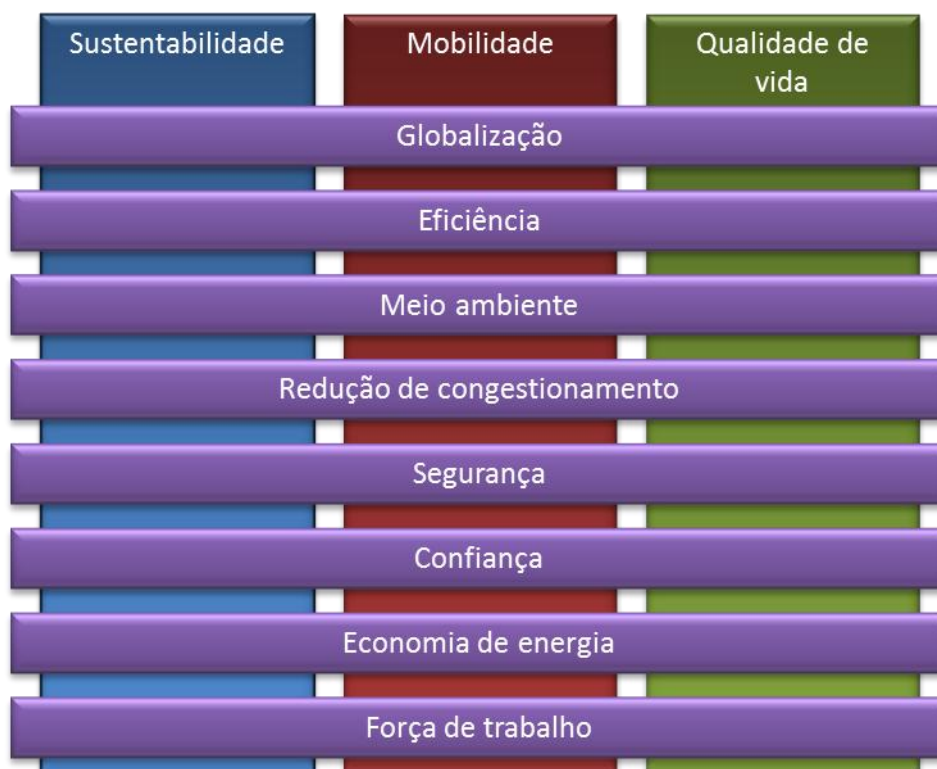 Sustentabilidade
Mobilidade
Qualidade de
vida
Globalização
Eficiência
Meio ambiente
Redução de congestionamento
Segurança
Confiança
Economia de energia
Força de trabalho